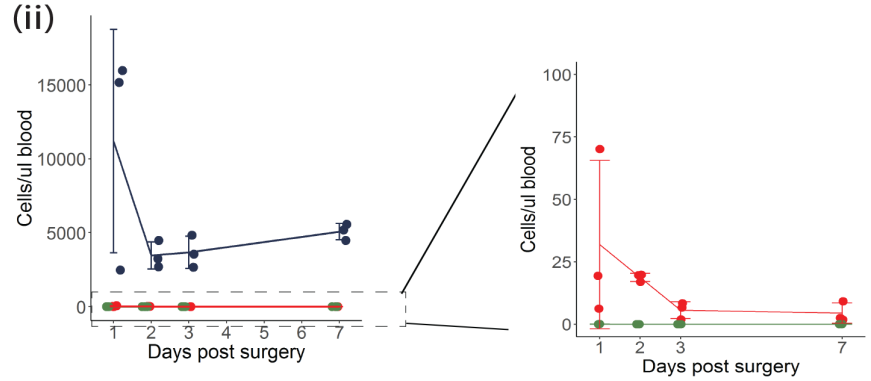 (ii)
Cells/ul blood
15000
10000
5000
0
1 2 3 4 5 6 7
Days post surgery
Cells/ul blood
100
75
50
25
0
1 2 3 7
Days post surgery